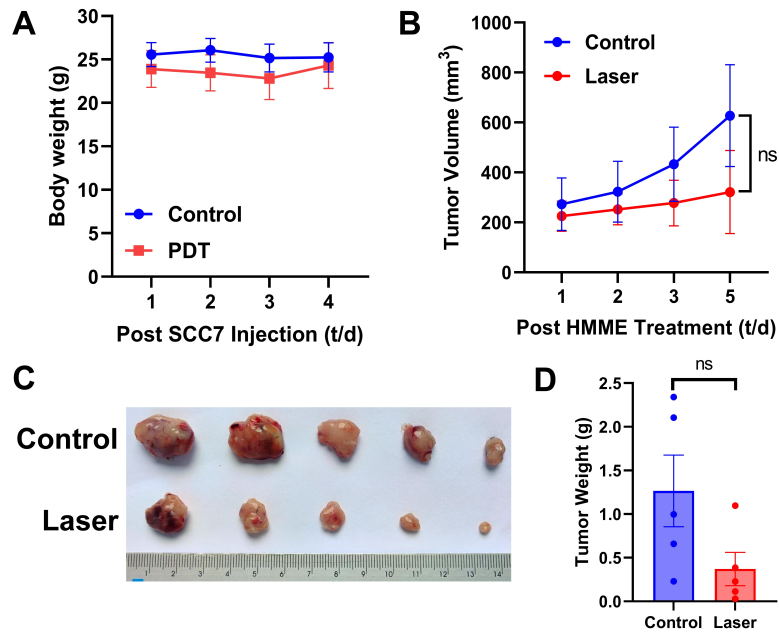 A
Body weight (g)
30
25
20
15
10
5
0
Control
PDT
1 2 3 4
Post SCC7 Injection (t/d)
B
Tumor Volume (mm³)
1000
800
600
400
200
0
Control
Laser
ns
1 2 3 5
Post HMME Treatment (t/d)
C
Control
Laser
1 2 3 4 5 6 7 8 9 10 11 12 13 14
D
Tumor Weight (g)
2.5
2.0
1.5
1.0
0.5
0.0
ns
Control Laser